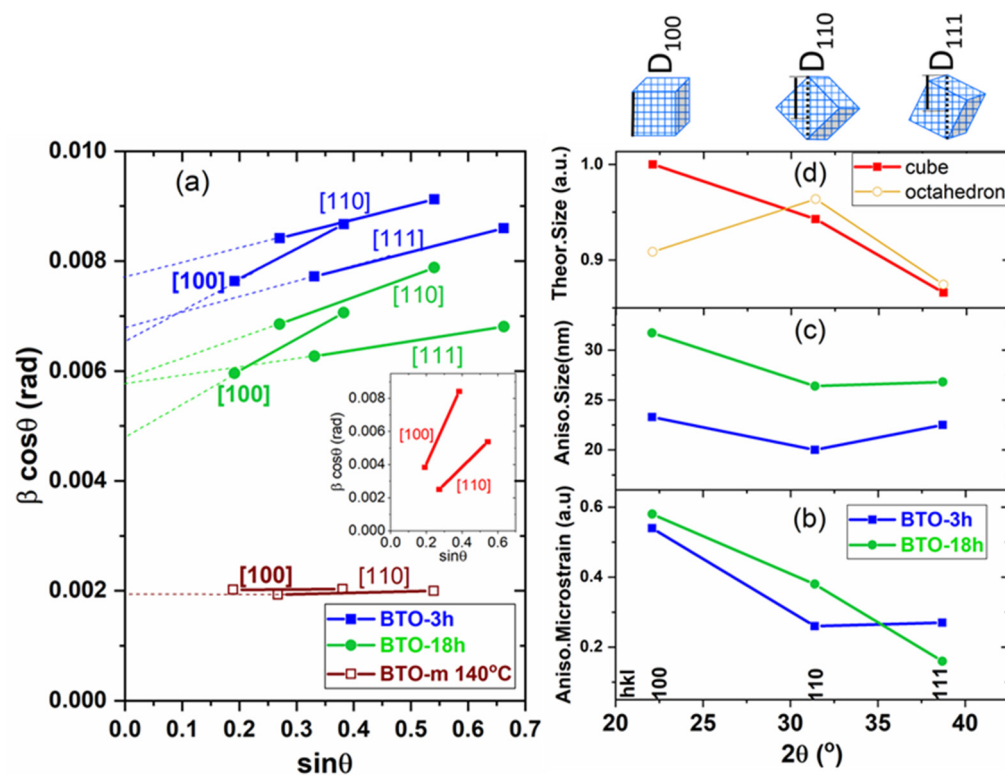 D100
D110
D111
(a)
β cosθ (rad)
0.010
0.008
0.006
0.004
0.002
0.000
[110]
[100]
[111]
[110]
[111]
[100]
[100]
[110]
β cosθ (rad)
0.008
0.006
0.004
0.002
0.000
[100]
[110]
0.0 0.2 0.4 0.6
sinθ
BTO-3h
BTO-18h
BTO-m 140°C
0.0 0.1 0.2 0.3 0.4 0.5 0.6 0.7
sinθ
(d)
cube
octahedron
Theor.Size (a.u.)
1.0
0.9
(c)
Aniso.Size(nm)
30
25
20
(b)
BTO-3h
BTO-18h
Aniso.Microstrain (a.u)
0.6
0.4
0.2
hkl
100
110
111
20 25 30 35 40
2θ (°)